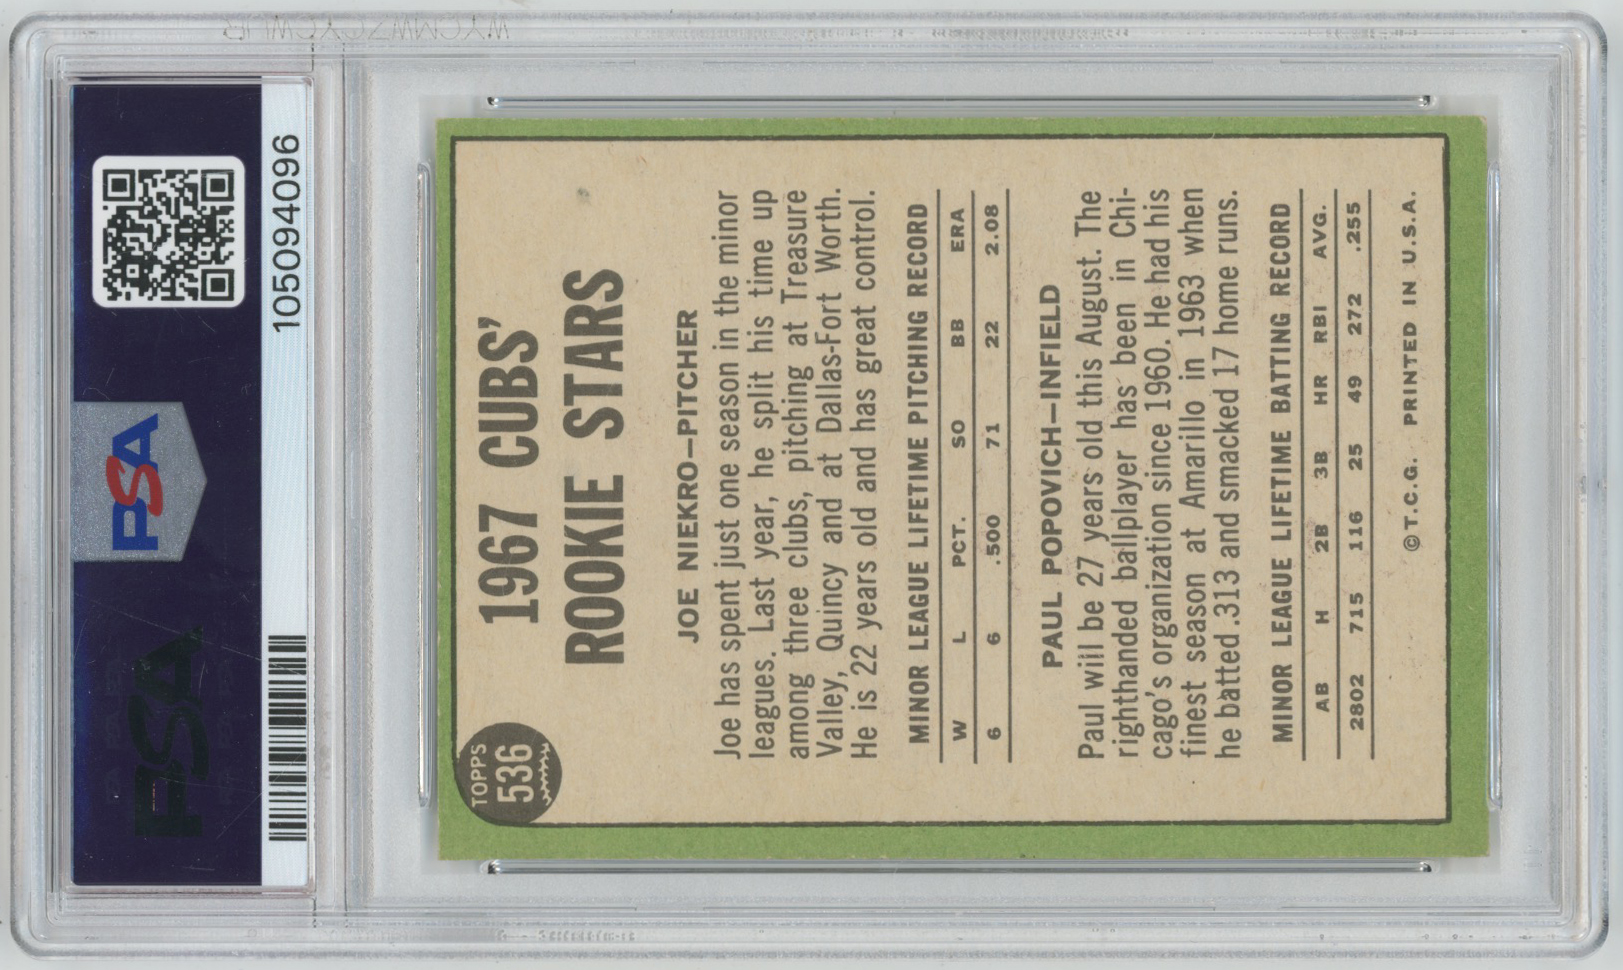 PSA
105094096
PSA
TOPPS
536
1967 CUBS'
ROOKIE STARS
JOE NIEKRO—PITCHER
Joe has spent just one season in the minor
leagues. Last year, he split his time up
among three clubs, pitching at Treasure
Valley, Quincy and at Dallas-Fort Worth.
He is 22 years old and has great control.
MINOR LEAGUE LIFETIME PITCHING RECORD
W L PCT. SO BB ERA
6 6 .500 71 22 2.08
PAUL POPOVICH—INFIELD
Paul will be 27 years old this August. The
righthanded ballplayer has been in Chi-
cago's organization since 1960. He had his
finest season at Amarillo in 1963 when
he batted .313 and smacked 17 home runs.
MINOR LEAGUE LIFETIME BATTING RECORD
AB H 2B 3B HR RBI AVG.
2802 715 116 25 49 272 .255
©T.C.G. PRINTED IN U.S.A.